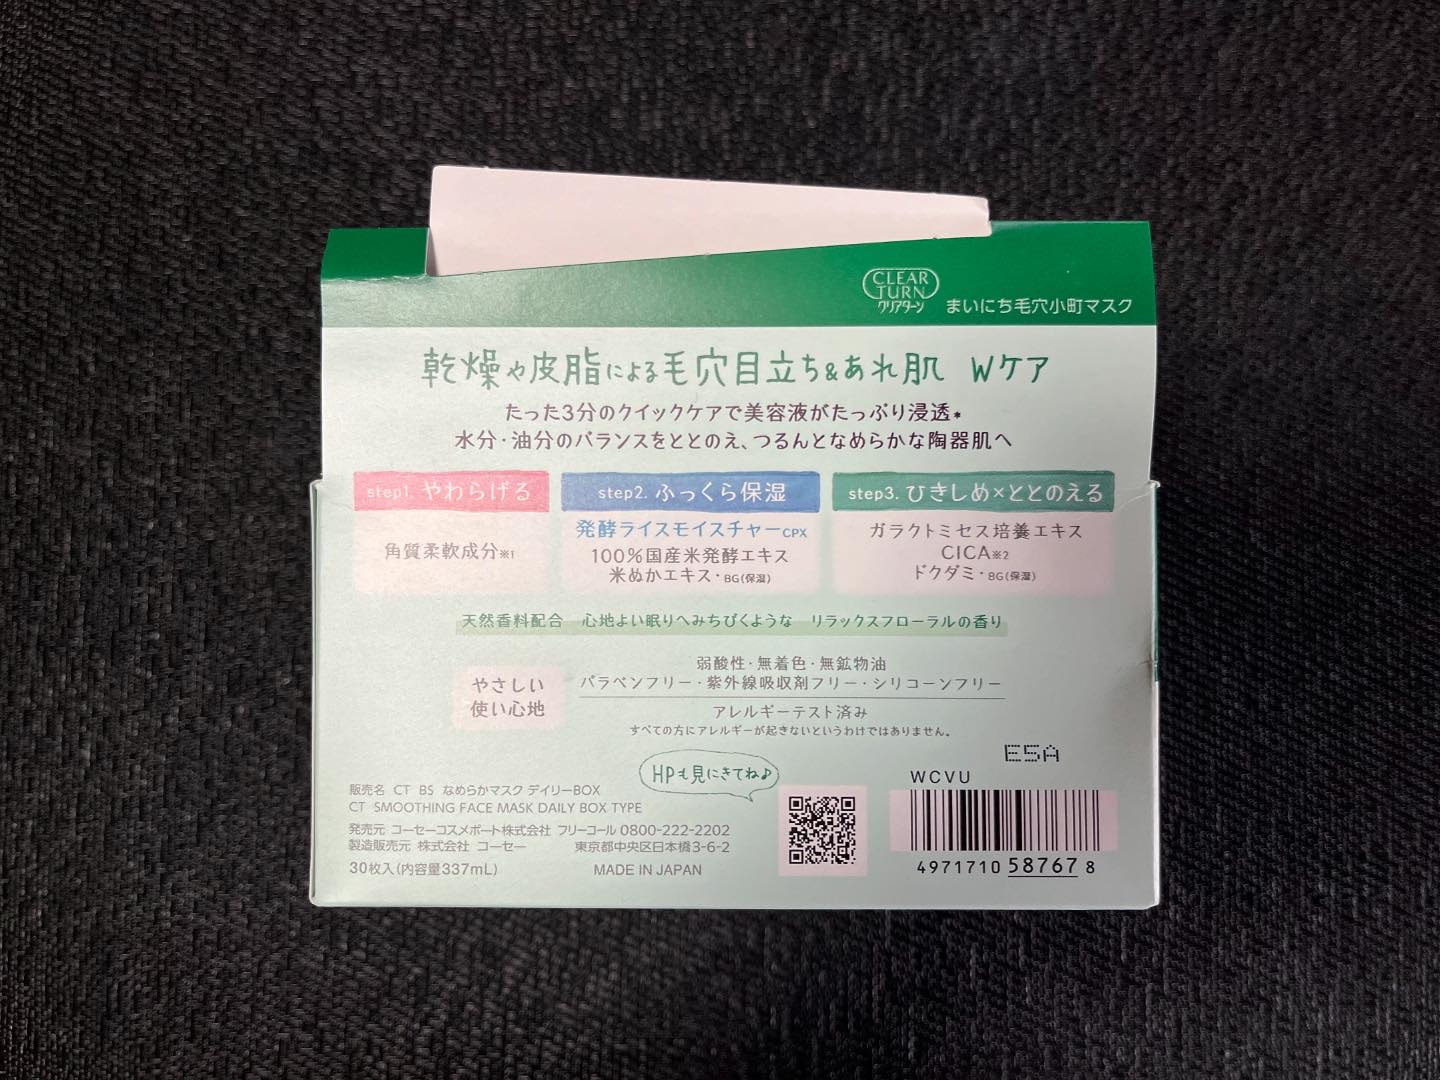 CLEAR
TURN
クリアターン
まいにち毛穴小町マスク
乾燥や皮脂による毛穴目立ち&あれ肌 Wケア
たった3分のクイックケアで美容液がたっぷり浸透*
水分・油分のバランスをととのえ、つるんとなめらかな陶器肌へ
step1. やわらげる
角質柔軟成分※1
step2. ふっくら保湿
発酵ライスモイスチャーCPX
100%国産米発酵エキス
米ぬかエキス・BG(保湿)
step3. ひきしめ×ととのえる
ガラクトミセス培養エキス
CICA※2
ドクダミ・BG(保湿)
天然香料配合 心地よい眠りへみちびくような リラックスフローラルの香り
やさしい
使い心地
弱酸性・無着色・無鉱物油
パラベンフリー・紫外線吸収剤フリー・シリコーンフリー
アレルギーテスト済み
すべての方にアレルギーが起きないというわけではありません。
HPも見にきてね♪
E5A
WCVU
4971710 587678
販売名 CT BS なめらかマスク デイリーBOX
CT SMOOTHING FACE MASK DAILY BOX TYPE
発売元 コーセーコスメポート株式会社 フリーコール 0800-222-2202
製造販売元 株式会社 コーセー 東京都中央区日本橋3-6-2
30枚入(内容量337mL) MADE IN JAPAN